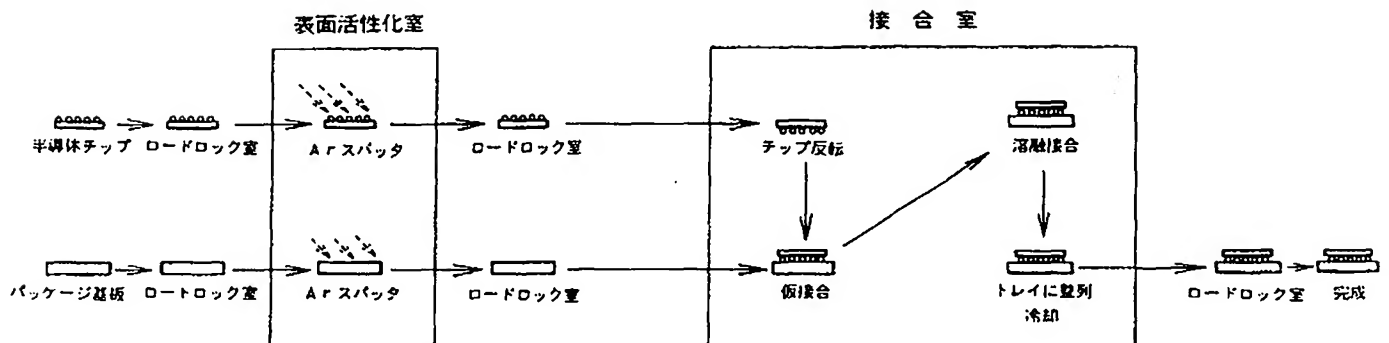 表面活性化室
接合室
半導体チップ
ロードロック室
Arスパッタ
ロードロック室
チップ反転
溶融接合
パッケージ基板
ロートロック室
Arスパッタ
ロードロック室
仮接合
トレイに整列
冷却
ロードロック室
完成